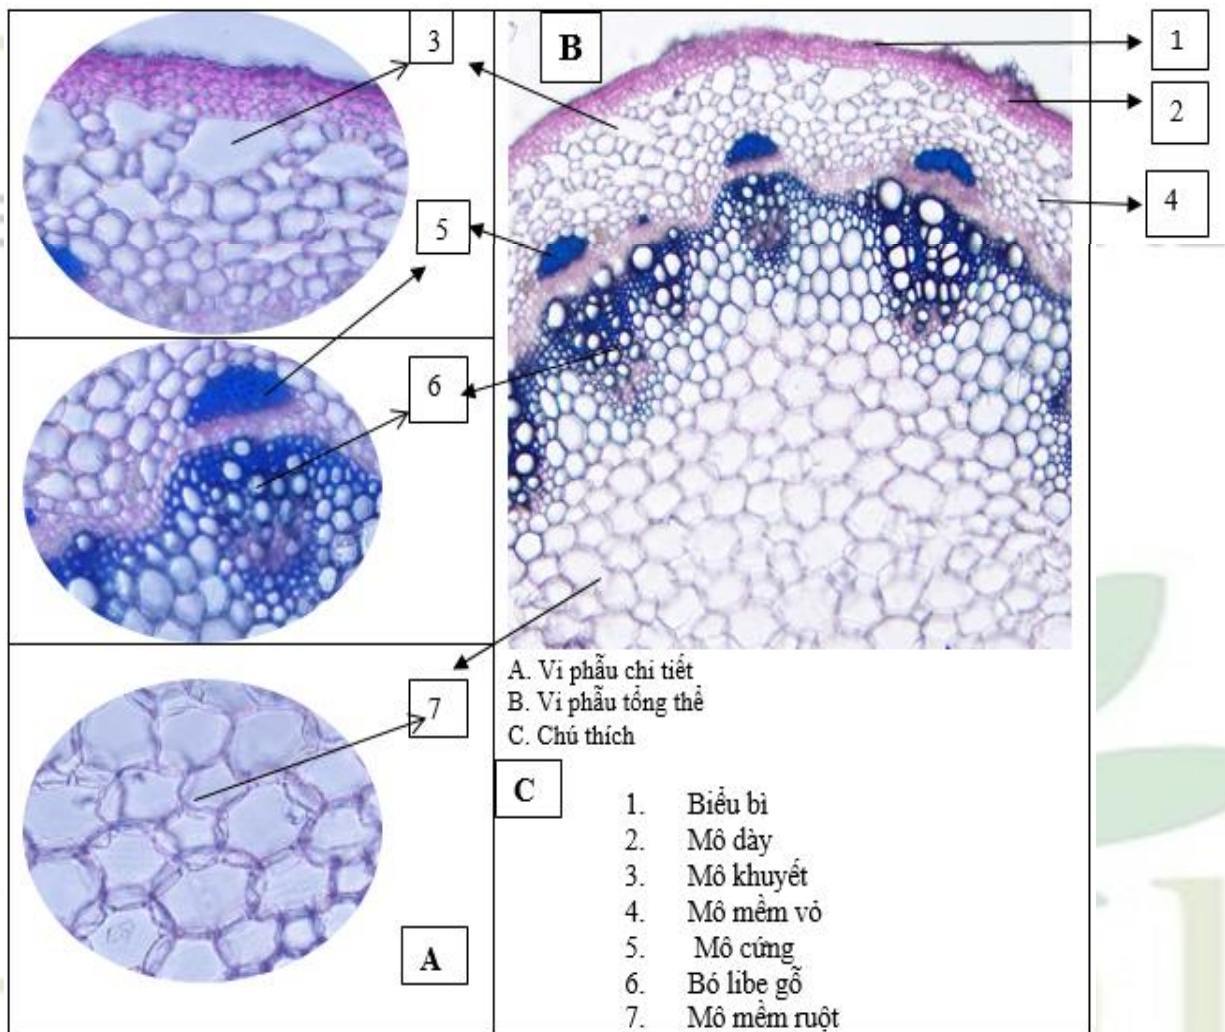 3
B
1
2
5
4
6
7
A. Vi phẫu chi tiết
B. Vi phẫu tổng thể
C. Chú thích
C
1. Biểu bì
2. Mô dày
3. Mô khuyết
4. Mô mềm vỏ
5. Mô cứng
6. Bó libe gỗ
7. Mô mềm ruột
A